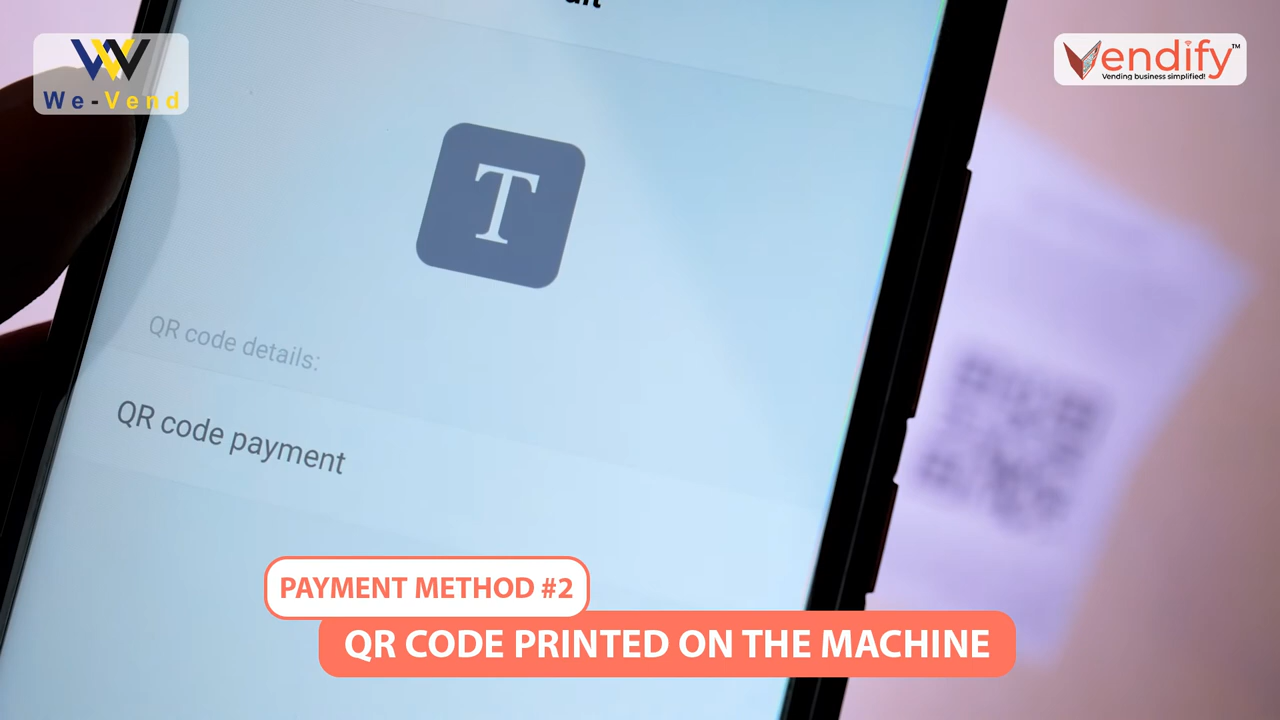 We-Vend
Vendify™
Vending business simplified!
T
QR code details:
QR code payment
PAYMENT METHOD #2
QR CODE PRINTED ON THE MACHINE